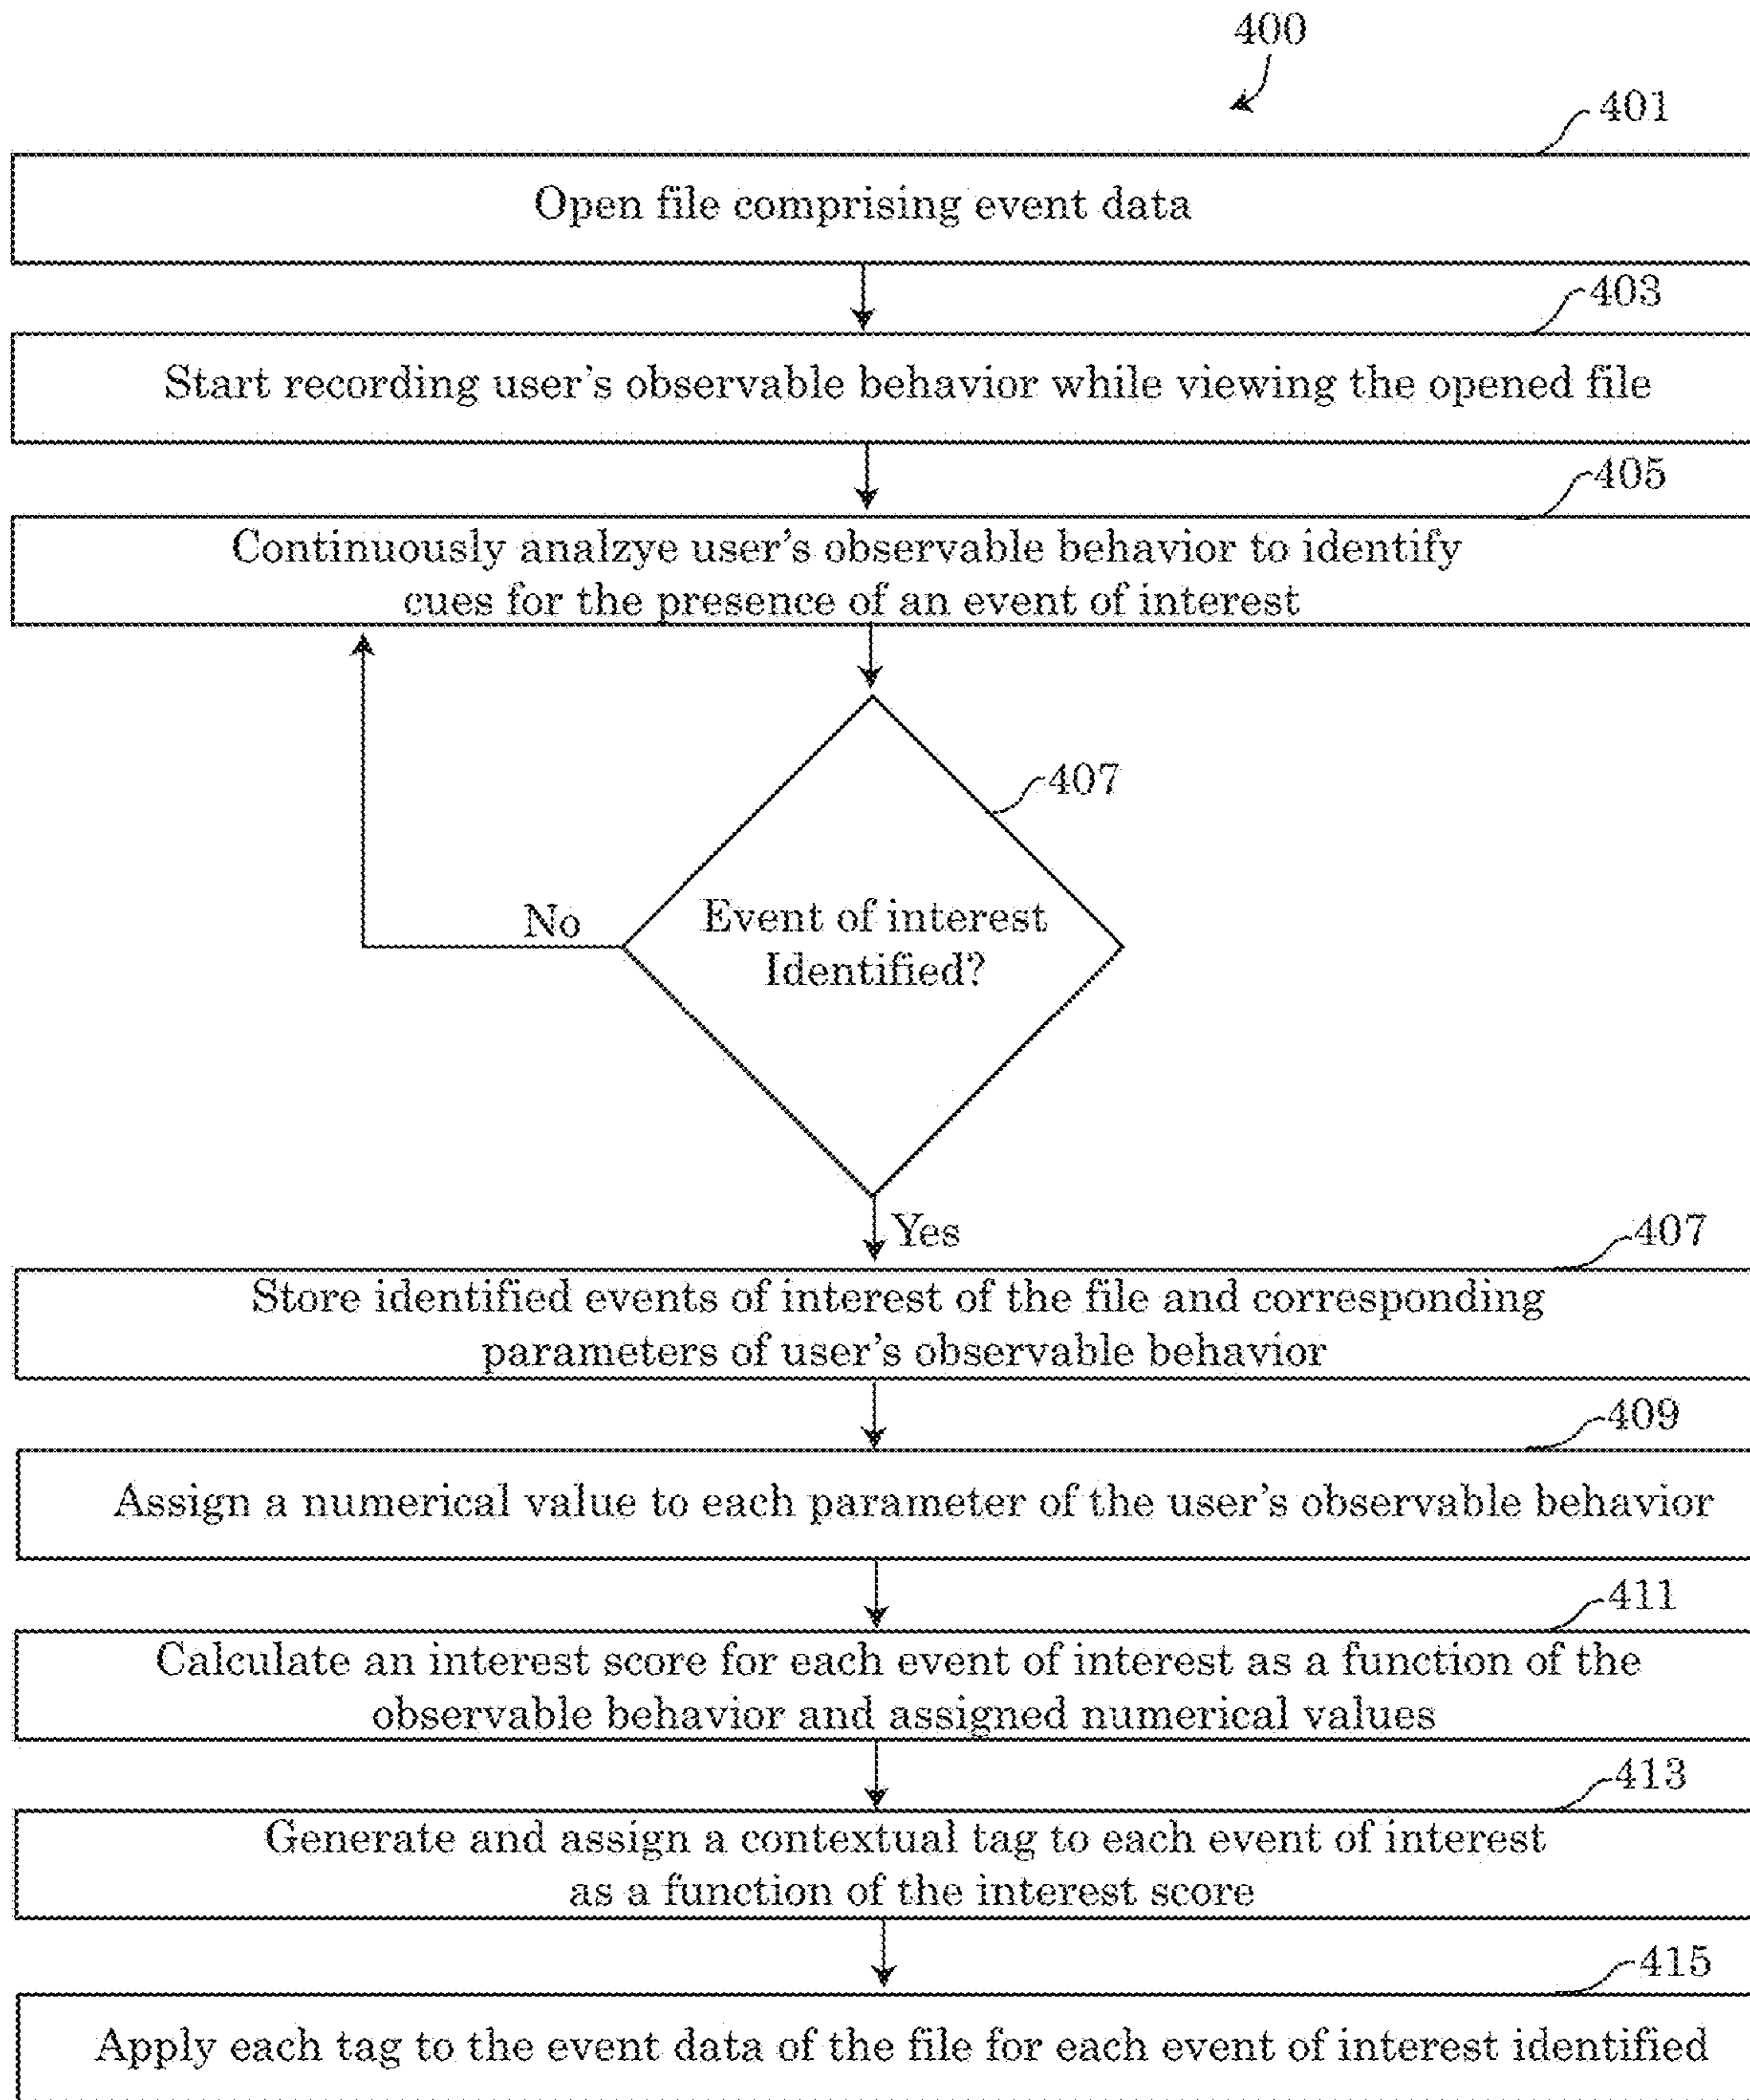 400
401
Open file comprising event data
403
Start recording user's observable behavior while viewing the opened file
405
Continuously analzye user's observable behavior to identify
cues for the presence of an event of interest
407
No
Event of interest
Identified?
Yes
407
Store identified events of interest of the file and corresponding
parameters of user's observable behavior
409
Assign a numerical value to each parameter of the user's observable behavior
411
Calculate an interest score for each event of interest as a function of the
observable behavior and assigned numerical values
413
Generate and assign a contextual tag to each event of interest
as a function of the interest score
415
Apply each tag to the event data of the file for each event of interest identified